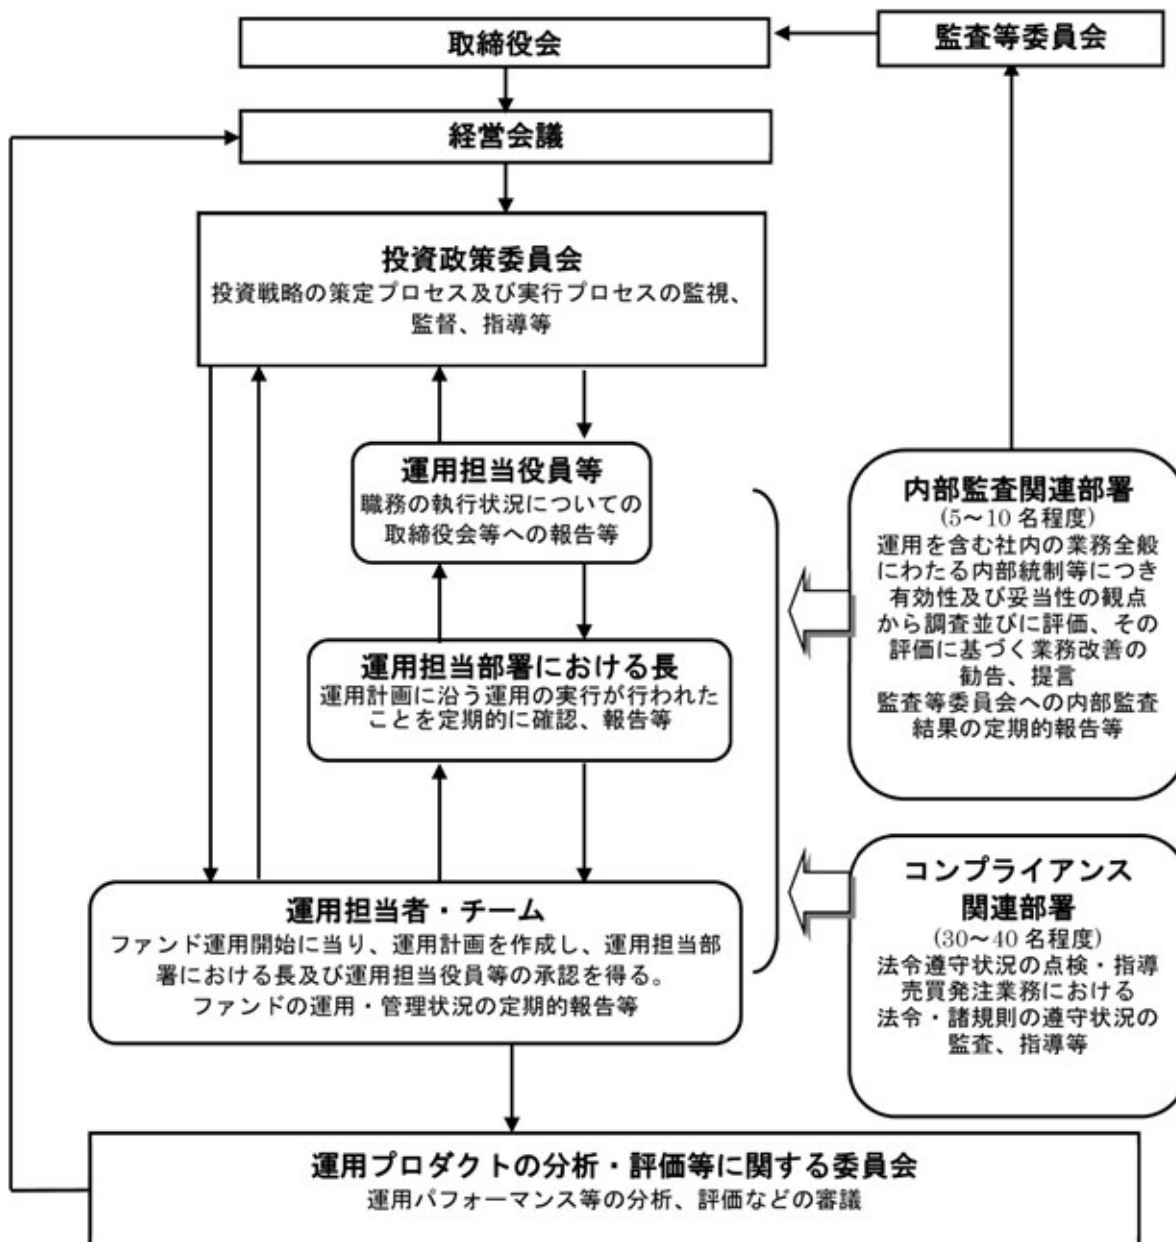 取締役会
監査等委員会
経営会議
投資政策委員会
投資戦略の策定プロセス及び実行プロセスの監視、
監督、指導等
運用担当役員等
職務の執行状況についての
取締役会等への報告等
運用担当部署における長
運用計画に沿う運用の実行が行われた
ことを定期的に確認、報告等
運用担当者・チーム
ファンド運用開始に当り、運用計画を作成し、運用担当部
署における長及び運用担当役員等の承認を得る。
ファンドの運用・管理状況の定期的報告等
内部監査関連部署
(5～10 名程度)
運用を含む社内の業務全般
にわたる内部統制等につき
有効性及び妥当性の観点
から調査並びに評価、その
評価に基づく業務改善の
勧告、提言
監査等委員会への内部監査
結果の定期的報告等
コンプライアンス
関連部署
(30～40 名程度)
法令遵守状況の点検・指導
売買発注業務における
法令・諸規則の遵守状況の
監査、指導等
運用プロダクトの分析・評価等に関する委員会
運用パフォーマンス等の分析、評価などの審議